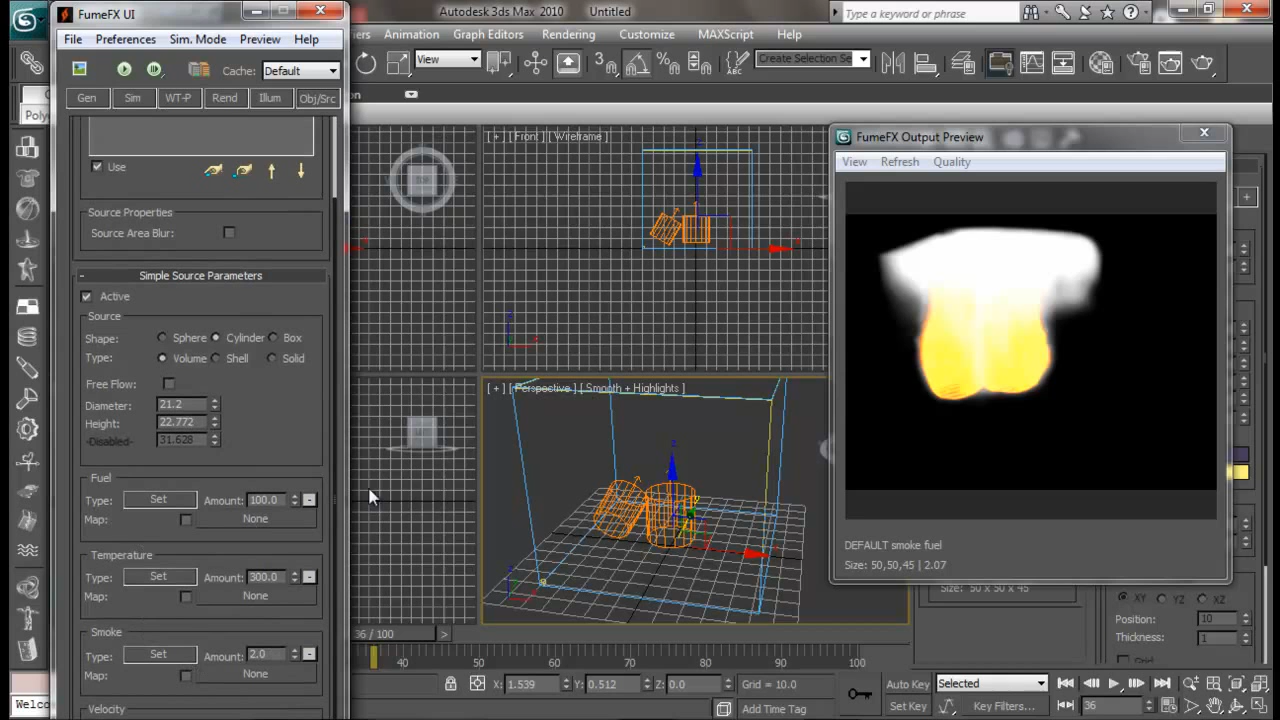 FumeFX UI
File Preferences Sim. Mode Preview Help
Cache: Default
Gen Sim WT-P Rend Illum Obj/Src
Use
Source Properties
Source Area Blur:
- Simple Source Parameters
Active
Source
Shape: Sphere Cylinder Box
Type: Volume Shell Solid
Free Flow:
Diameter: 21.2
Height: 22.772
-Disabled- 31.628
Fuel
Type: Set Amount: 100.0 -
Map: None
Temperature
Type: Set Amount: 300.0 -
Map: None
Smoke
Type: Set Amount: 2.0 -
Map: None
Velocity
Welco
Autodesk 3ds Max 2010 Untitled
Type a keyword or phrase
Animation Graph Editors Rendering Customize MAXScript Help
View
Create Selection Se
[ + ] [ Front ] [ Wireframe ]
[ + ] [ Perspective ] [ Smooth + Highlights ]
FumeFX Output Preview
View Refresh Quality
DEFAULT smoke fuel
Size: 50,50,45 | 2.07
Size: 50 x 50 x 45
XY YZ XZ
Position: 10
Thickness: 1
36 / 100 >
40 50 60 70 80 90 100
X: 1.539 Y: 0.512 Z: 0.0 Grid = 10.0
Add Time Tag
Auto Key Selected
Set Key Key Filters... 36